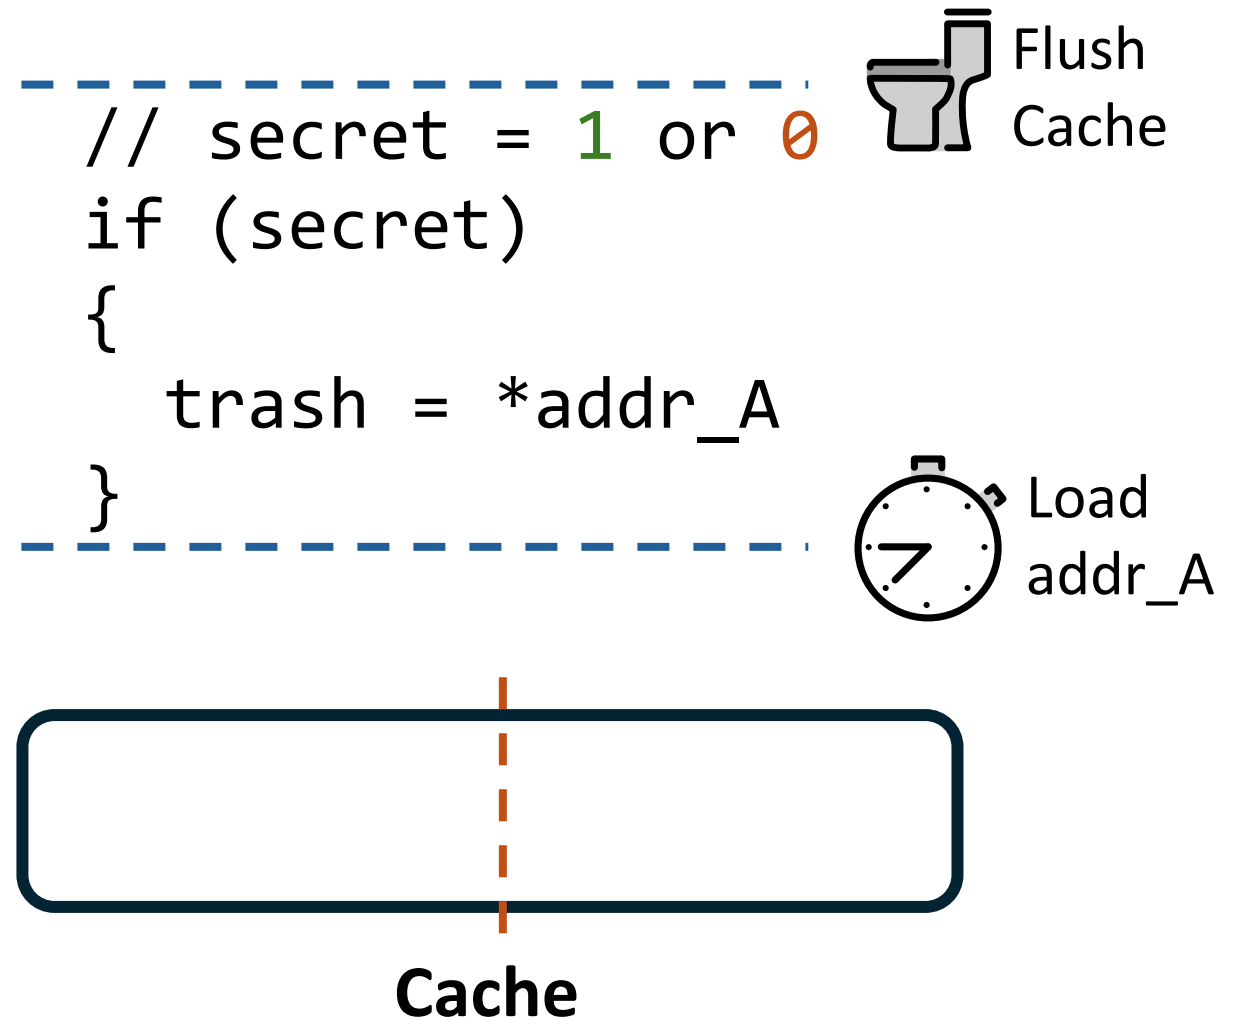 Flush
Cache
// secret = 1 or 0
if (secret)
{
trash = *addr_A
}
Load
addr_A
Cache